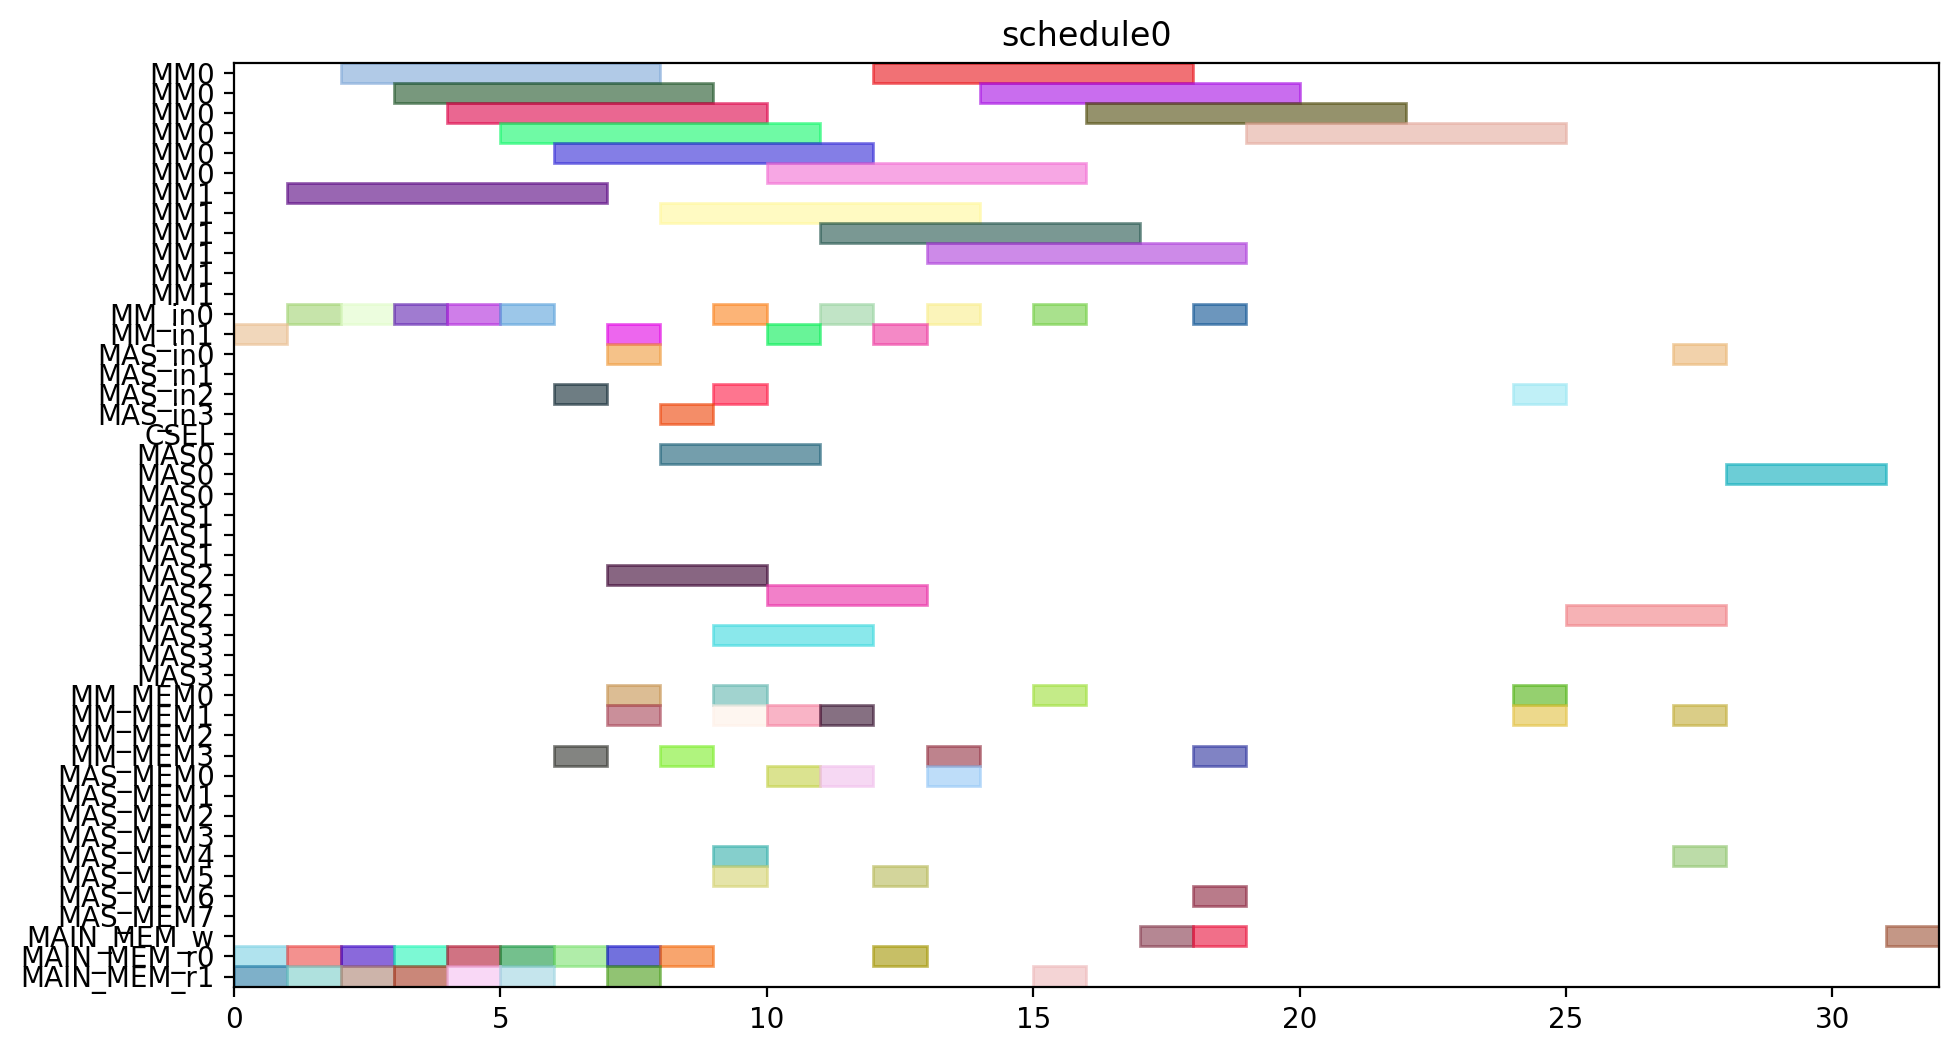 schedule0
MM0
MM0
MM0
MM0
MM0
MM0
MM1
MM1
MM1
MM1
MM1
MM1
MM_in0
MM_in1
MAS_in0
MAS_in1
MAS_in2
MAS_in3
CSEL
MAS0
MAS0
MAS0
MAS1
MAS1
MAS1
MAS2
MAS2
MAS2
MAS3
MAS3
MAS3
MM_MEM0
MM_MEM1
MM_MEM2
MM_MEM3
MAS_MEM0
MAS_MEM1
MAS_MEM2
MAS_MEM3
MAS_MEM4
MAS_MEM5
MAS_MEM6
MAS_MEM7
MAIN_MEM_w
MAIN_MEM_r0
MAIN_MEM_r1
0 5 10 15 20 25 30